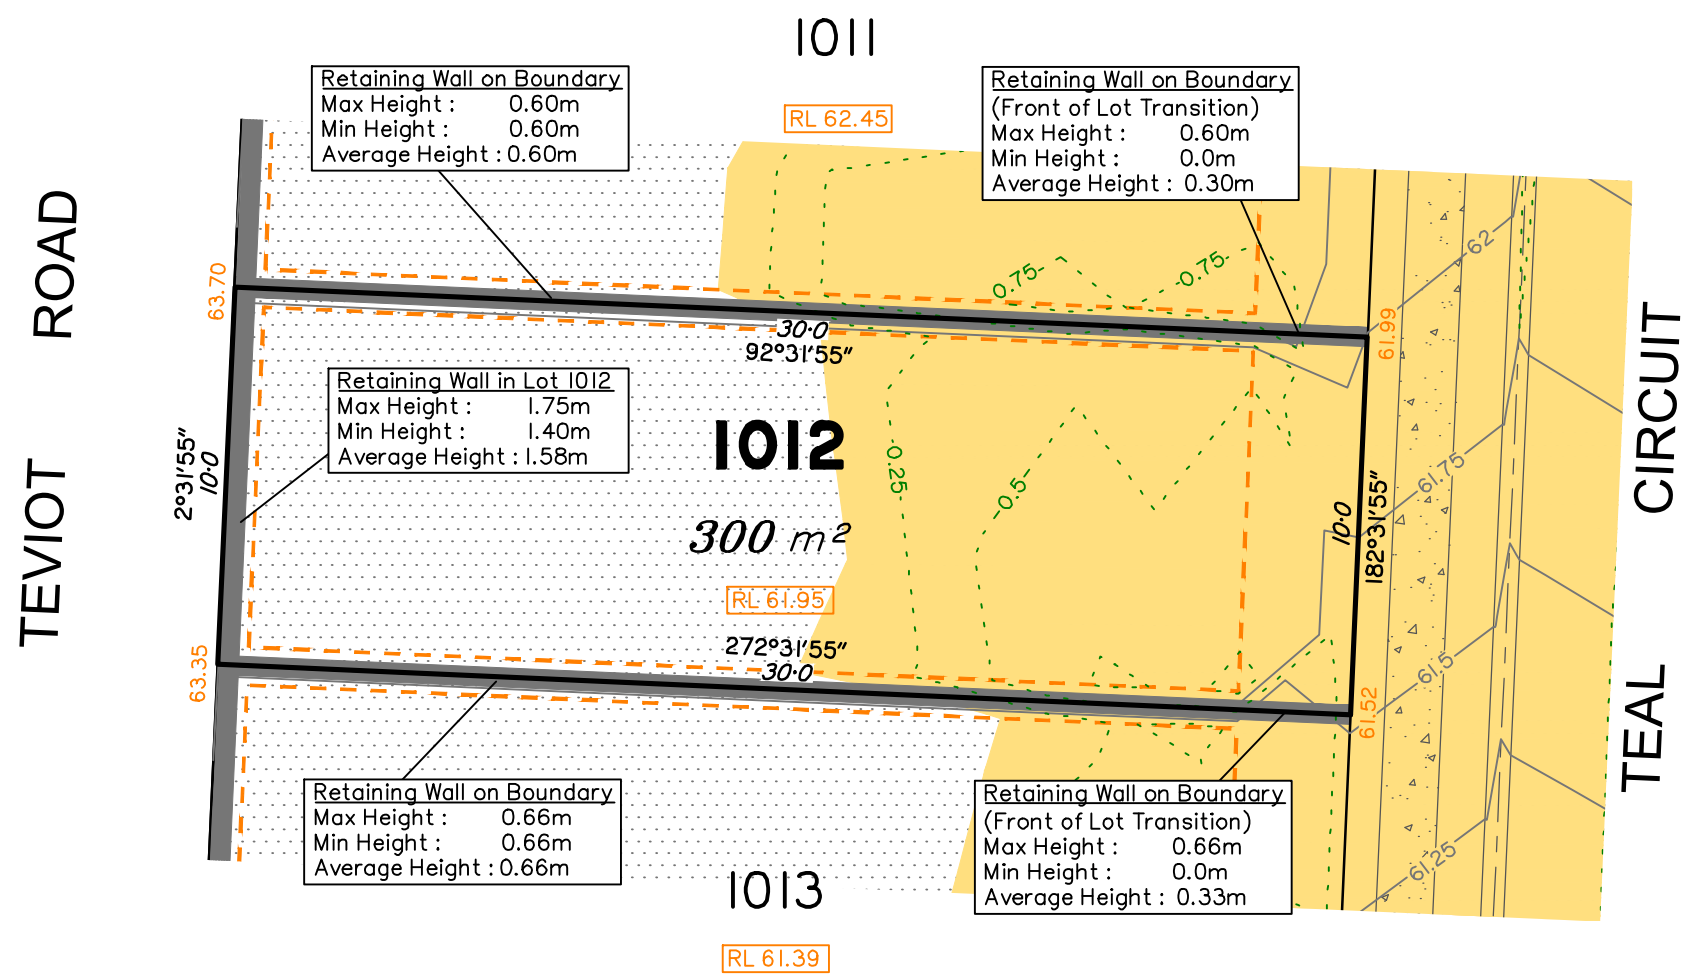 1011
Retaining Wall on Boundary
Max Height : 0.60m
Min Height : 0.60m
Average Height : 0.60m
RL 62.45
Retaining Wall on Boundary
(Front of Lot Transition)
Max Height : 0.60m
Min Height : 0.0m
Average Height : 0.30m
TEVIOT ROAD
63.70
0.75
0.75
62
61.99
30·0
92°31'55"
Retaining Wall in Lot 1012
Max Height : 1.75m
Min Height : 1.40m
Average Height : 1.58m
1012
300 m²
RL 61.95
2°31'55"
10·0
0.25
0.5
10·0
182°31'55"
61.75
TEAL CIRCUIT
272°31'55"
30·0
63.35
61.5
61.52
Retaining Wall on Boundary
Max Height : 0.66m
Min Height : 0.66m
Average Height : 0.66m
Retaining Wall on Boundary
(Front of Lot Transition)
Max Height : 0.66m
Min Height : 0.0m
Average Height : 0.33m
61.25
1013
RL 61.39